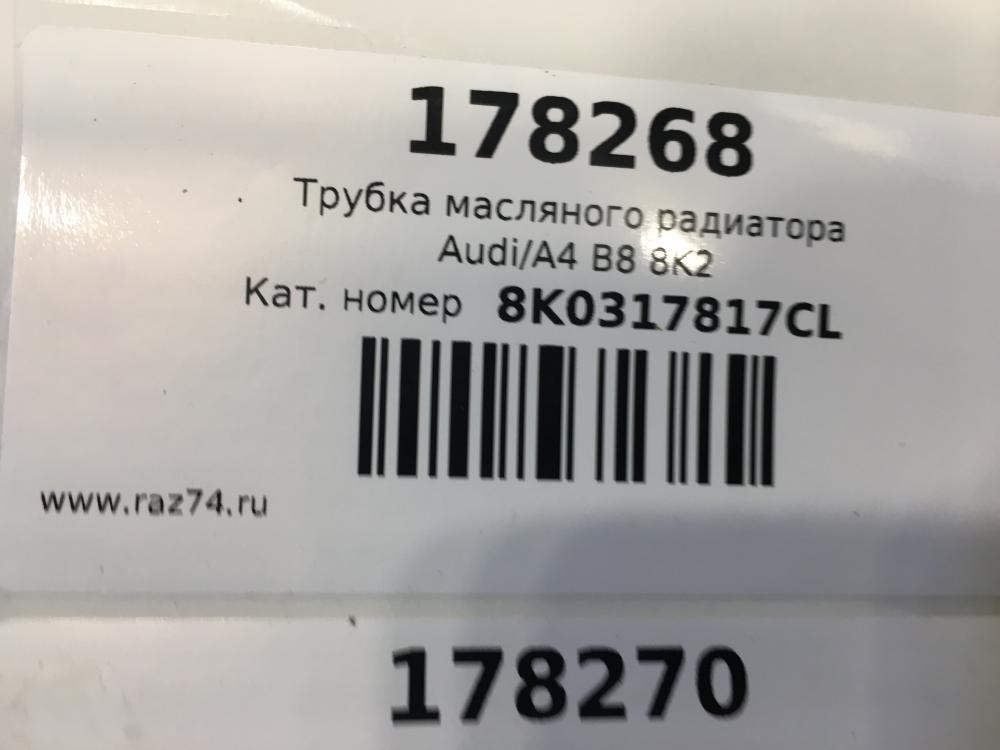 178268
Трубка масляного радиатора
Audi/A4 B8 8K2
Кат. номер 8K0317817CL
www.raz74.ru
178270